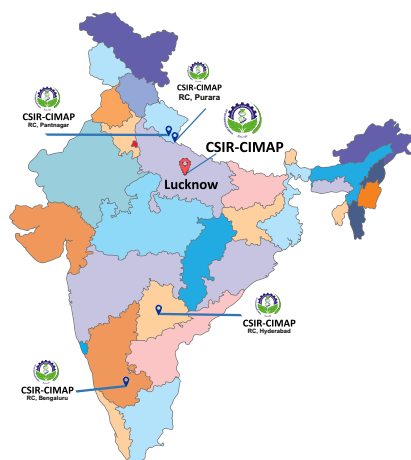 CSIR-CIMAP
RC, Purara
CSIR-CIMAP
RC, Pantnagar
CSIR-CIMAP
Lucknow
CSIR-CIMAP
RC, Hyderabad
CSIR-CIMAP
RC, Bengaluru